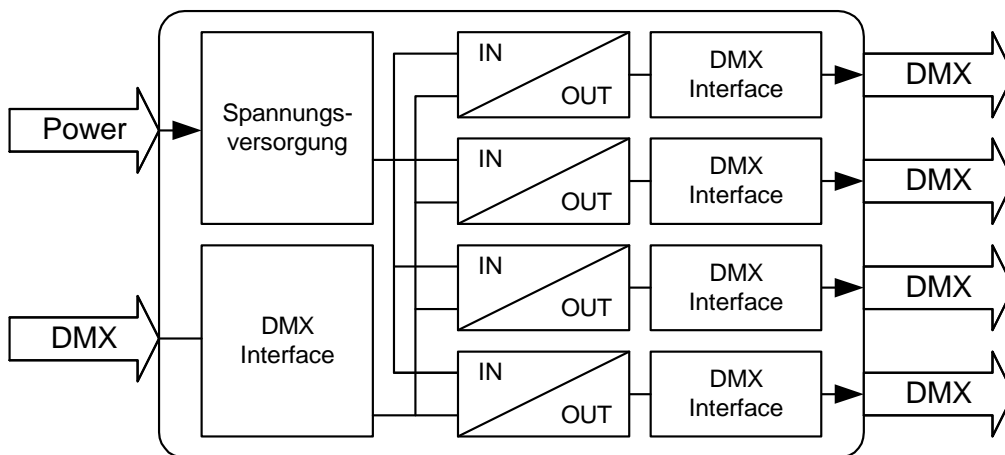 Power
Spannungs-
versorgung
DMX
DMX
Interface
IN
OUT
DMX
Interface
DMX
IN
OUT
DMX
Interface
DMX
IN
OUT
DMX
Interface
DMX
IN
OUT
DMX
Interface
DMX